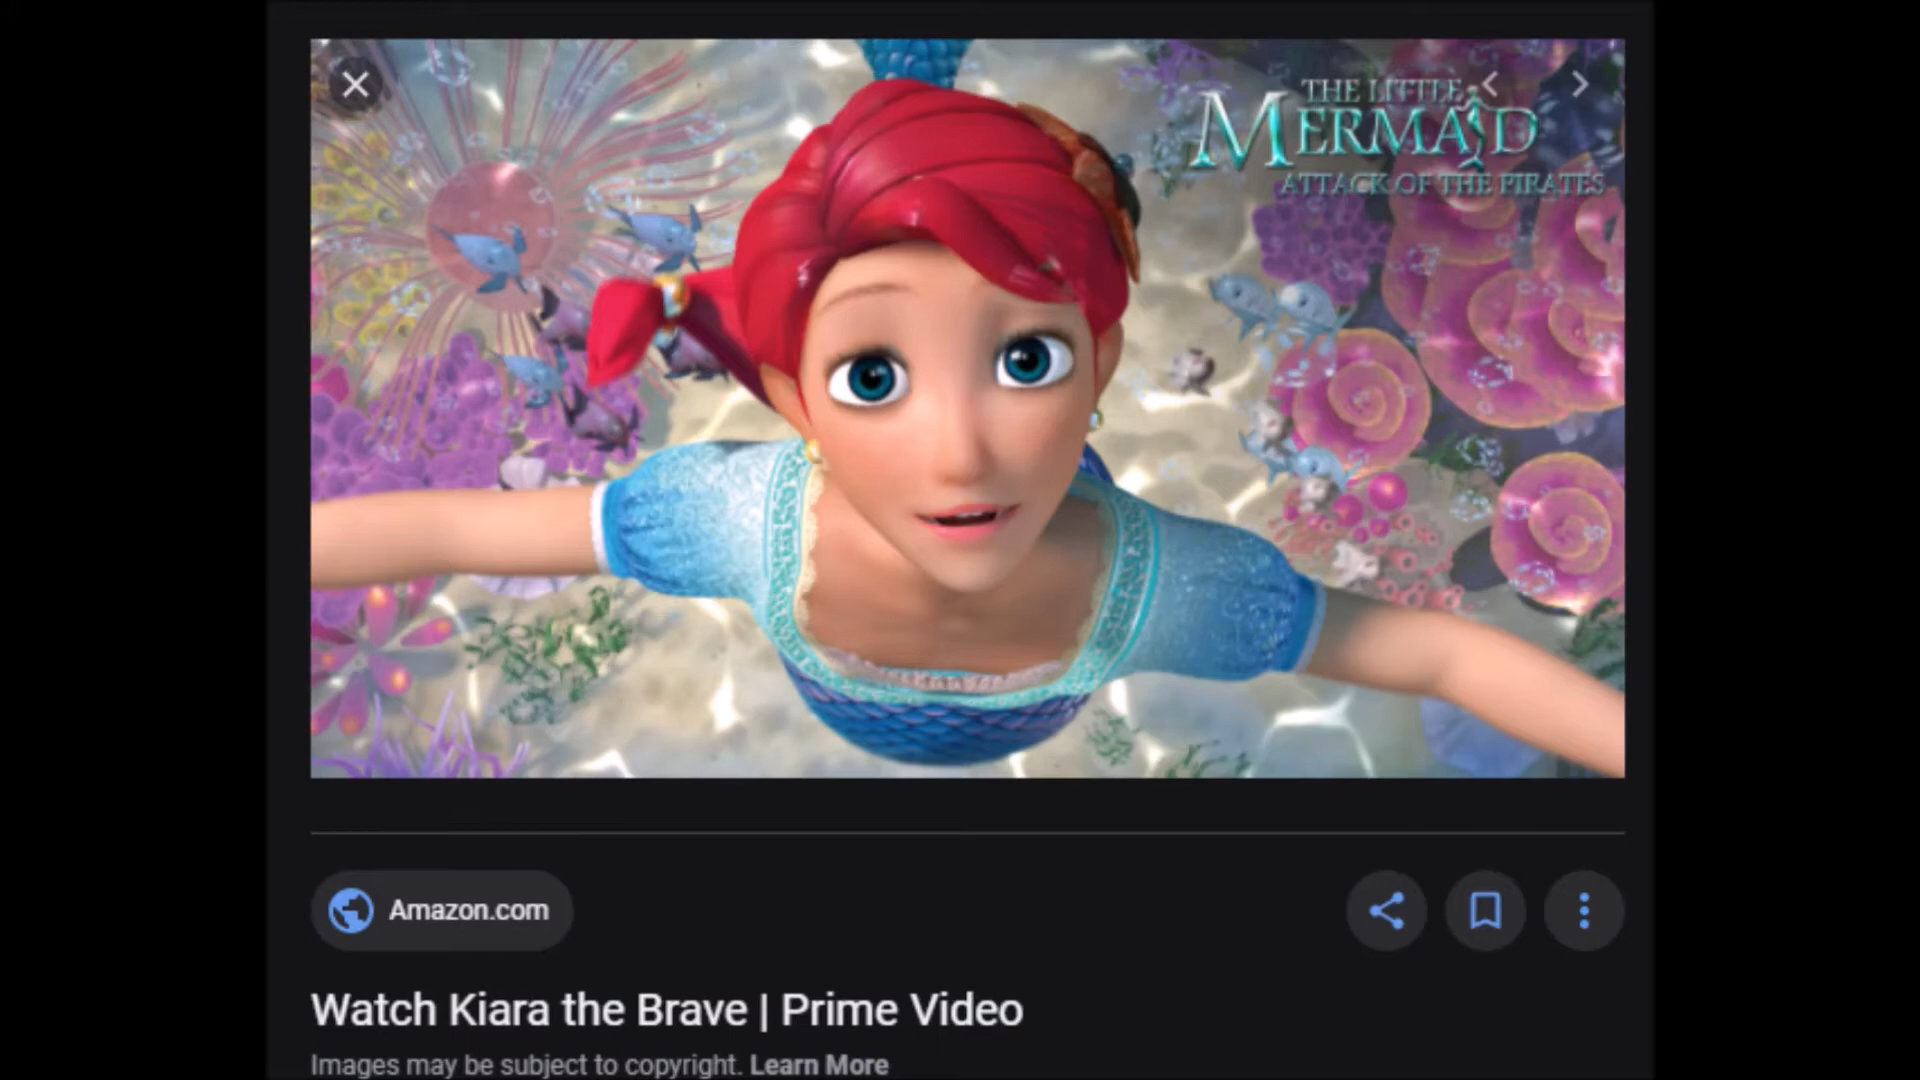 THE LITTLE
MERMAID
ATTACK OF THE PIRATES
Amazon.com
Watch Kiara the Brave | Prime Video
Images may be subject to copyright. Learn More